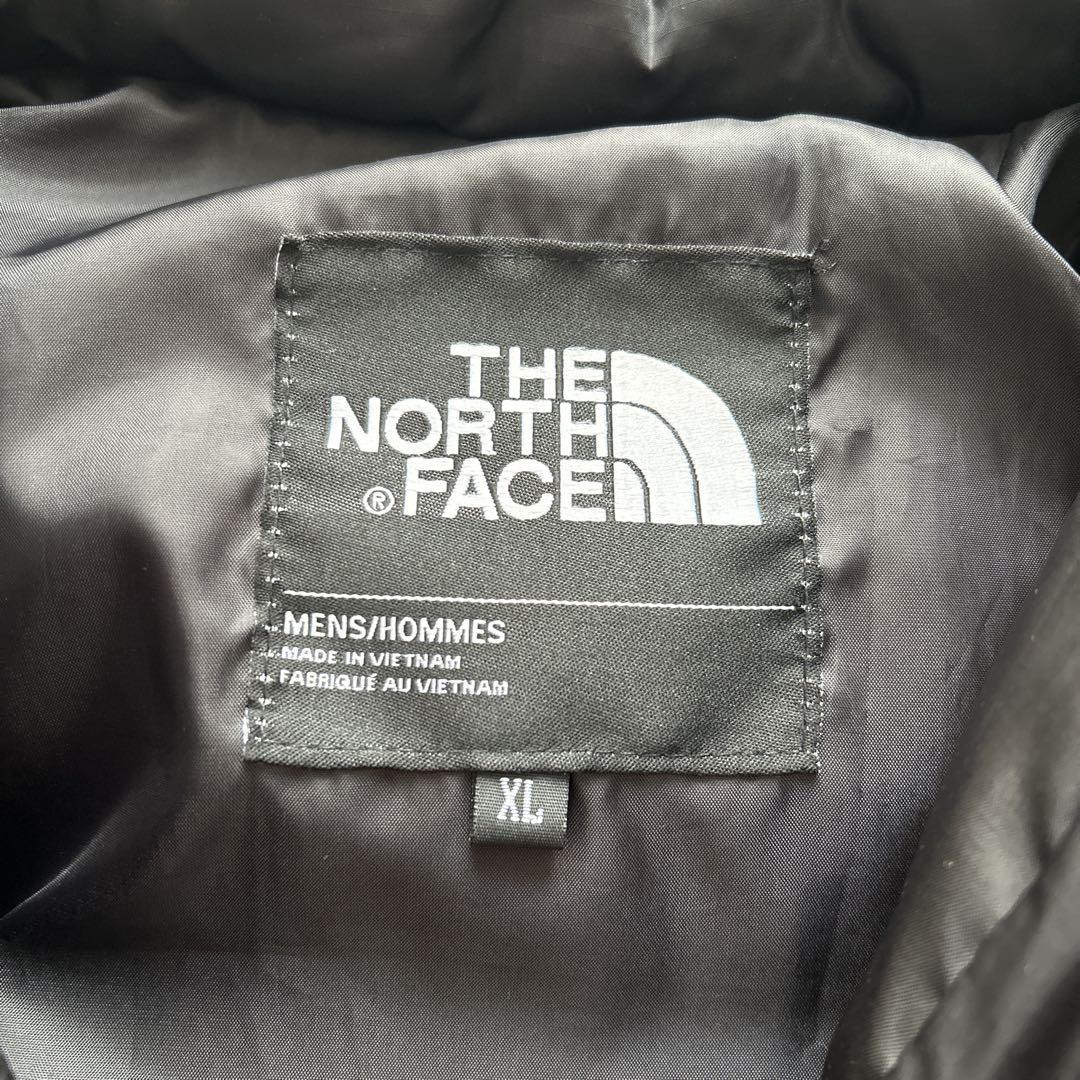 THE
NORTH
® FACE
MENS/HOMMES
MADE IN VIETNAM
FABRIQUÉ AU VIETNAM
XL